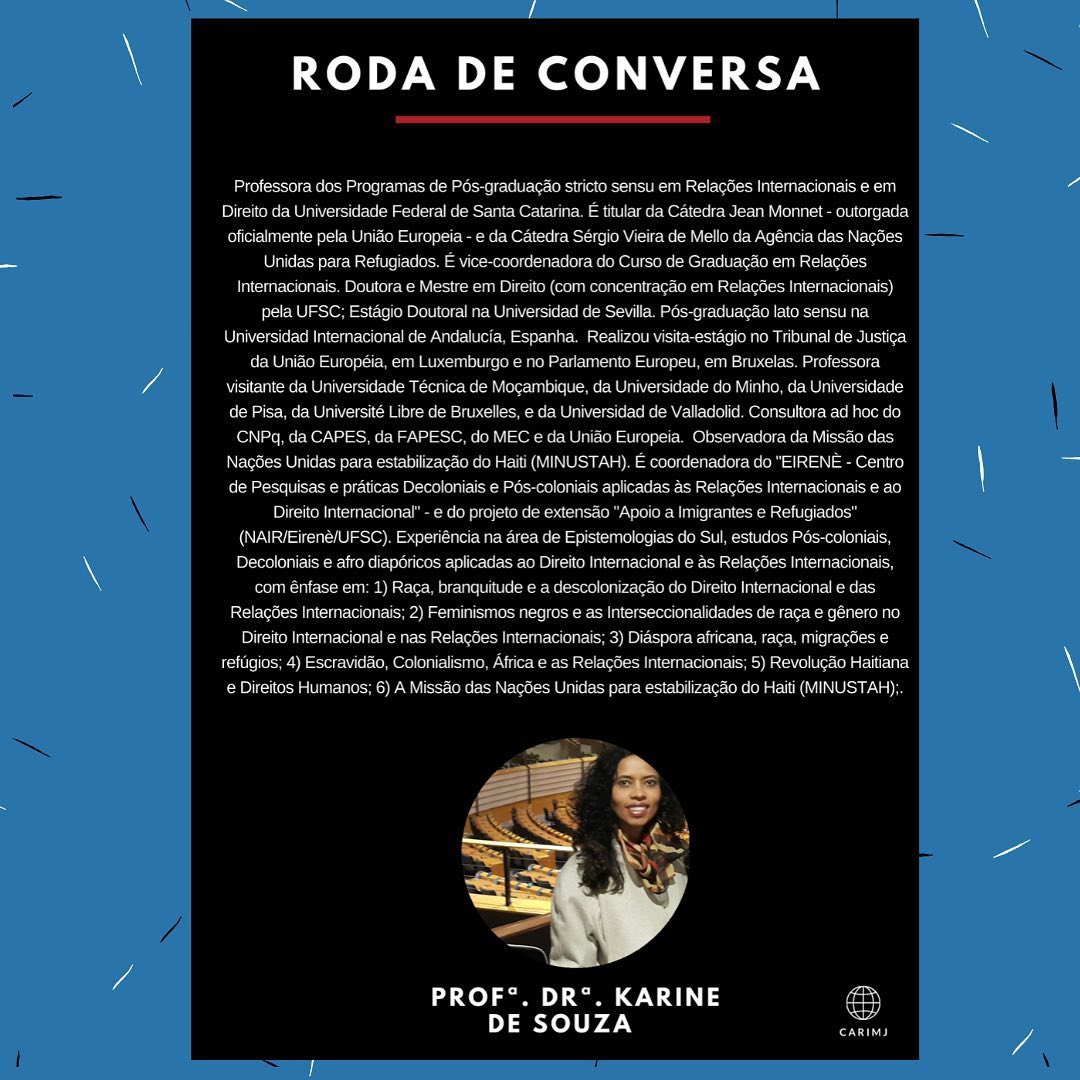 RODA DE CONVERSA
Professora dos Programas de Pós-graduação stricto sensu em Relações Internacionais e em
Direito da Universidade Federal de Santa Catarina. É titular da Cátedra Jean Monnet - outorgada
oficialmente pela União Europeia - e da Cátedra Sérgio Vieira de Mello da Agência das Nações
Unidas para Refugiados. É vice-coordenadora do Curso de Graduação em Relações
Internacionais. Doutora e Mestre em Direito (com concentração em Relações Internacionais)
pela UFSC; Estágio Doutoral na Universidad de Sevilla. Pós-graduação lato sensu na
Universidad Internacional de Andalucía, Espanha. Realizou visita-estágio no Tribunal de Justiça
da União Européia, em Luxemburgo e no Parlamento Europeu, em Bruxelas. Professora
visitante da Universidade Técnica de Moçambique, da Universidade do Minho, da Universidade
de Pisa, da Université Libre de Bruxelles, e da Universidad de Valladolid. Consultora ad hoc do
CNPq, da CAPES, da FAPESC, do MEC e da União Europeia. Observadora da Missão das
Nações Unidas para estabilização do Haiti (MINUSTAH). É coordenadora do "EIRENÈ - Centro
de Pesquisas e práticas Decoloniais e Pós-coloniais aplicadas às Relações Internacionais e ao
Direito Internacional" - e do projeto de extensão "Apoio a Imigrantes e Refugiados"
(NAIR/Eirenè/UFSC). Experiência na área de Epistemologias do Sul, estudos Pós-coloniais,
Decoloniais e afro diapóricos aplicadas ao Direito Internacional e às Relações Internacionais,
com ênfase em: 1) Raça, branquitude e a descolonização do Direito Internacional e das
Relações Internacionais; 2) Feminismos negros e as Interseccionalidades de raça e gênero no
Direito Internacional e nas Relações Internacionais; 3) Diáspora africana, raça, migrações e
refúgios; 4) Escravidão, Colonialismo, África e as Relações Internacionais; 5) Revolução Haitiana
e Direitos Humanos; 6) A Missão das Nações Unidas para estabilização do Haiti (MINUSTAH);.
PROFª. DRª. KARINE
DE SOUZA
CARIMJ